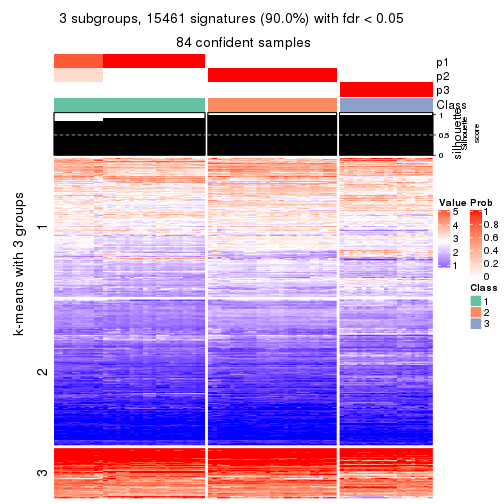 3 subgroups, 15461 signatures (90.0%) with fdr < 0.05
84 confident samples
p1
p2
p3
Class
1
0.5
0
silhouette
Silhouette
score
k-means with 3 groups
1
2
3
Value
5
4
3
2
1
Prob
1
0.8
0.6
0.4
0.2
0
Class
1
2
3